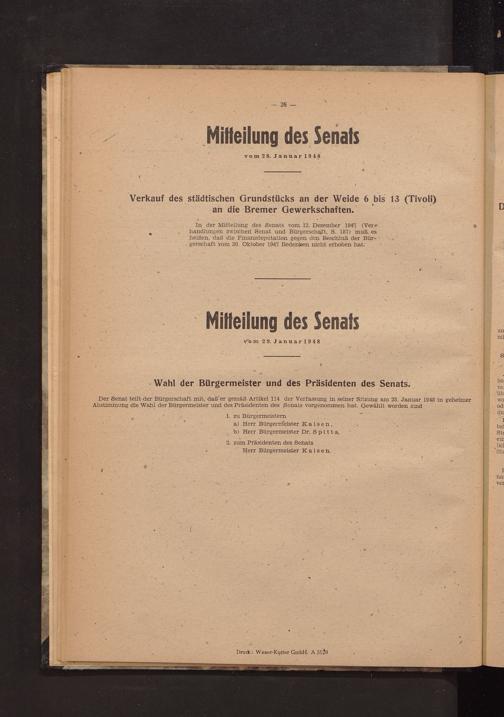 — 26 —
Mitteilung des Senats
vom 28. Januar 1948
Verkauf des städtischen Grundstücks an der Weide 6 bis 13 (Tivoli)
an die Bremer Gewerkschaften.
In der Mitteilung des Senats vom 12. Dezember 1947 (Ver-
handlungen zwischen Senat und Bürgerschaft, S. 187) muß es
heißen, daß die Finanzdeputation gegen den Beschluß der Bür-
gerschaft vom 30. Oktober 1947 Bedenken nicht erhoben hat.
Mitteilung des Senats
vom 29. Januar 1948
Wahl der Bürgermeister und des Präsidenten des Senats.
Der Senat teilt der Bürgerschaft mit, daß er gemäß Artikel 114 der Verfassung in seiner Sitzung am 23. Januar 1948 in geheimer
Abstimmung die Wahl der Bürgermeister und des Präsidenten des Senats vorgenommen hat. Gewählt worden sind
1. zu Bürgermeistern
a) Herr Bürgermeister Kaisen,
b) Herr Bürgermeister Dr. Spitta,
2. zum Präsidenten des Senats
Herr Bürgermeister Kaisen.
Druck: Weser-Kurier GmbH. A